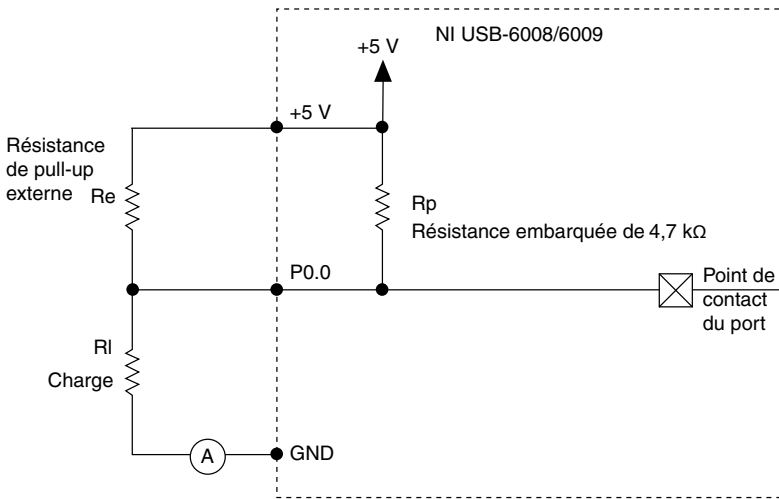 NI USB-6008/6009
+5 V
+5 V
Résistance
de pull-up
externe
Re
Rp
Résistance embarquée de 4,7 kΩ
P0.0
Point de
contact
du port
Rl
Charge
A
GND